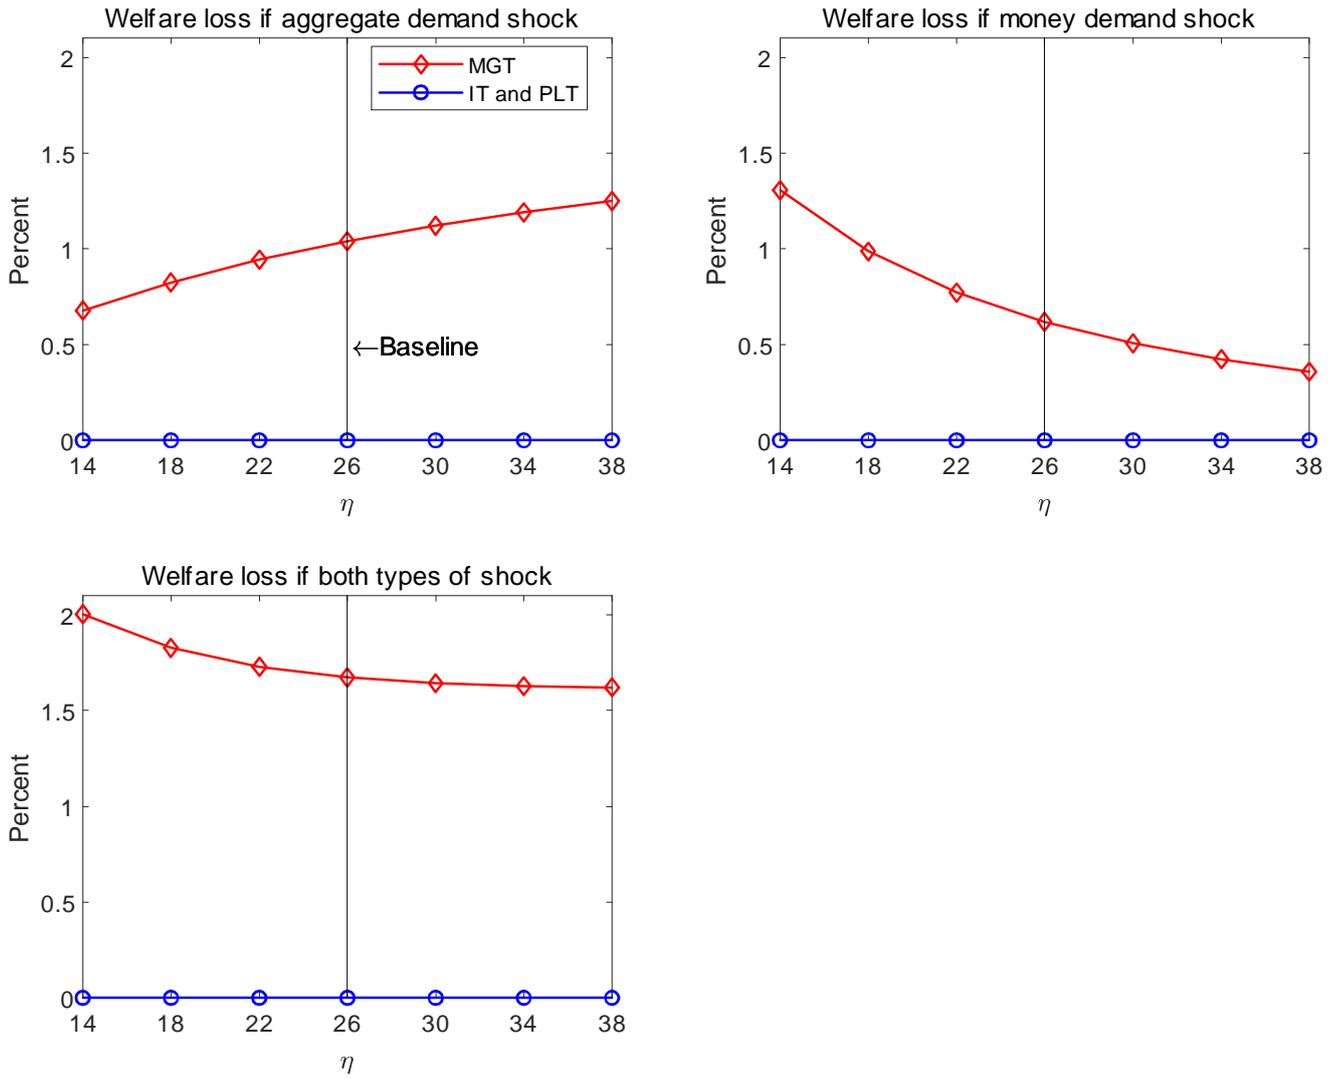 Welfare loss if aggregate demand shock
2
1.5
1
0.5
0
Percent
MGT
IT and PLT
←Baseline
14 18 22 26 30 34 38
η
Welfare loss if money demand shock
2
1.5
1
0.5
0
Percent
14 18 22 26 30 34 38
η
Welfare loss if both types of shock
2
1.5
1
0.5
0
Percent
14 18 22 26 30 34 38
η